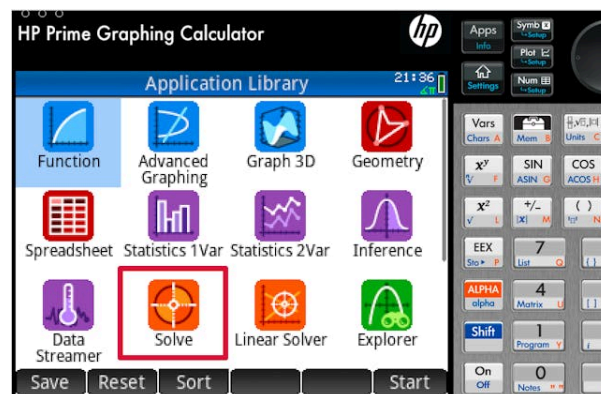 HP Prime Graphing Calculator
hp
Application Library
21:36
∡π
Function
Advanced
Graphing
Graph 3D
Geometry
Spreadsheet
Statistics 1Var
Statistics 2Var
Inference
Data
Streamer
Solve
Linear Solver
Explorer
Save
Reset
Sort
Start
Apps
Info
Symb
Setup
Plot
Setup
Settings
Num
Setup
Vars
Chars A
Mem B
Units C
xʸ
F
SIN
ASIN G
COS
ACOS H
x²
√ L
+/-
|x| M
( )
N
EEX
Sto ▸ P
7
List Q
{ }
ALPHA
alpha
4
Matrix U
[ ]
Shift
1
Program Y
i
On
Off
0
Notes " "